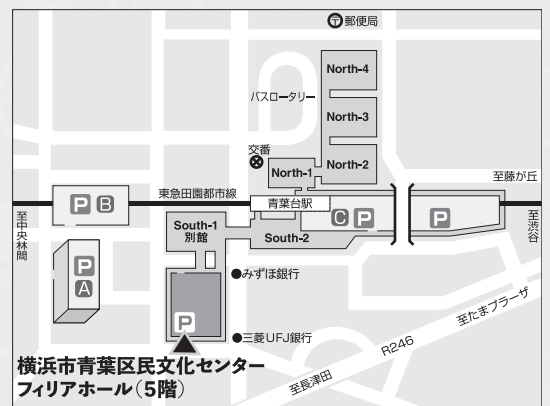 〒郵便局
North-4
バスロータリー
North-3
交番
North-2
North-1
至藤が丘
東急田園都市線
青葉台駅
P B
C P
P
至中央林間
至渋谷
South-1
別館
South-2
P
A
みずほ銀行
P
三菱UFJ銀行
至たまプラーザ
R246
至長津田
横浜市青葉区民文化センター
フィリアホール(5階)